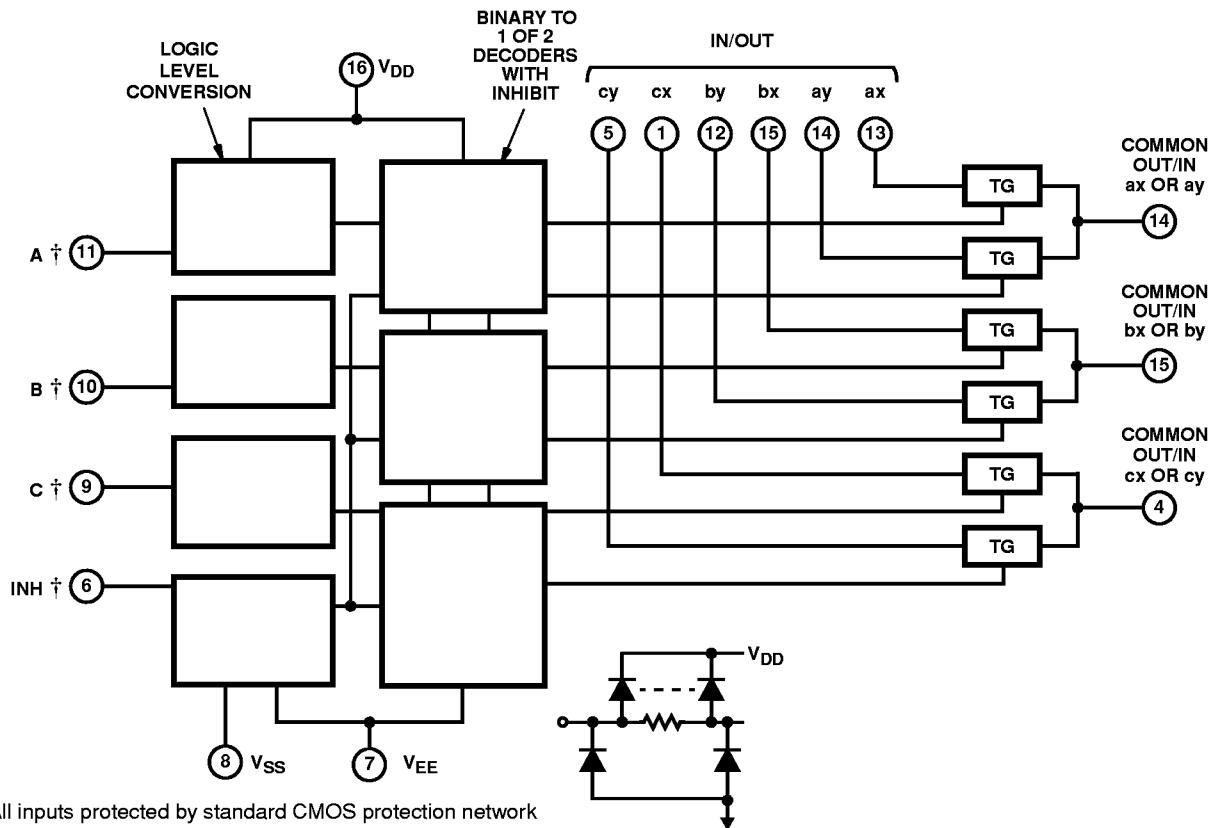 LOGIC
LEVEL
CONVERSION
16 VDD
BINARY TO
1 OF 2
DECODERS
WITH
INHIBIT
IN/OUT
cy cx by bx ay ax
5 1 12 15 14 13
TG
TG
TG
TG
TG
TG
COMMON
OUT/IN
ax OR ay
14
COMMON
OUT/IN
bx OR by
15
COMMON
OUT/IN
cx OR cy
4
A † 11
B † 10
C † 9
INH † 6
8 VSS
7 VEE
VDD
All inputs protected by standard CMOS protection network